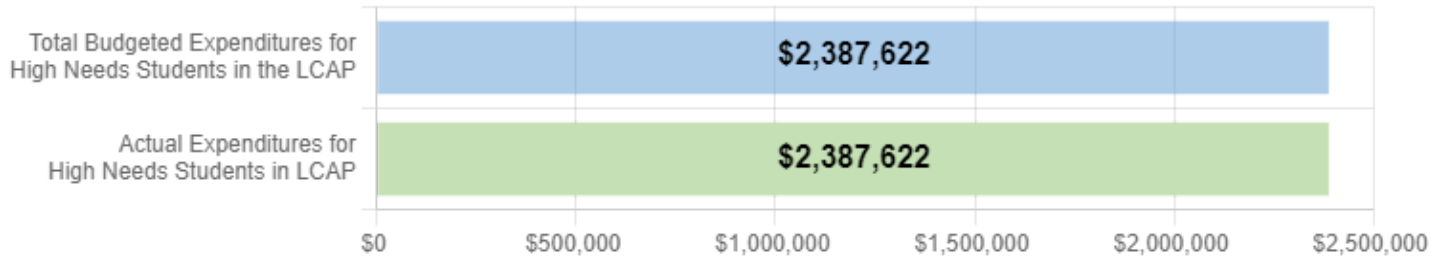 Total Budgeted Expenditures for
High Needs Students in the LCAP
$2,387,622
Actual Expenditures for
High Needs Students in LCAP
$2,387,622
$0
$500,000
$1,000,000
$1,500,000
$2,000,000
$2,500,000